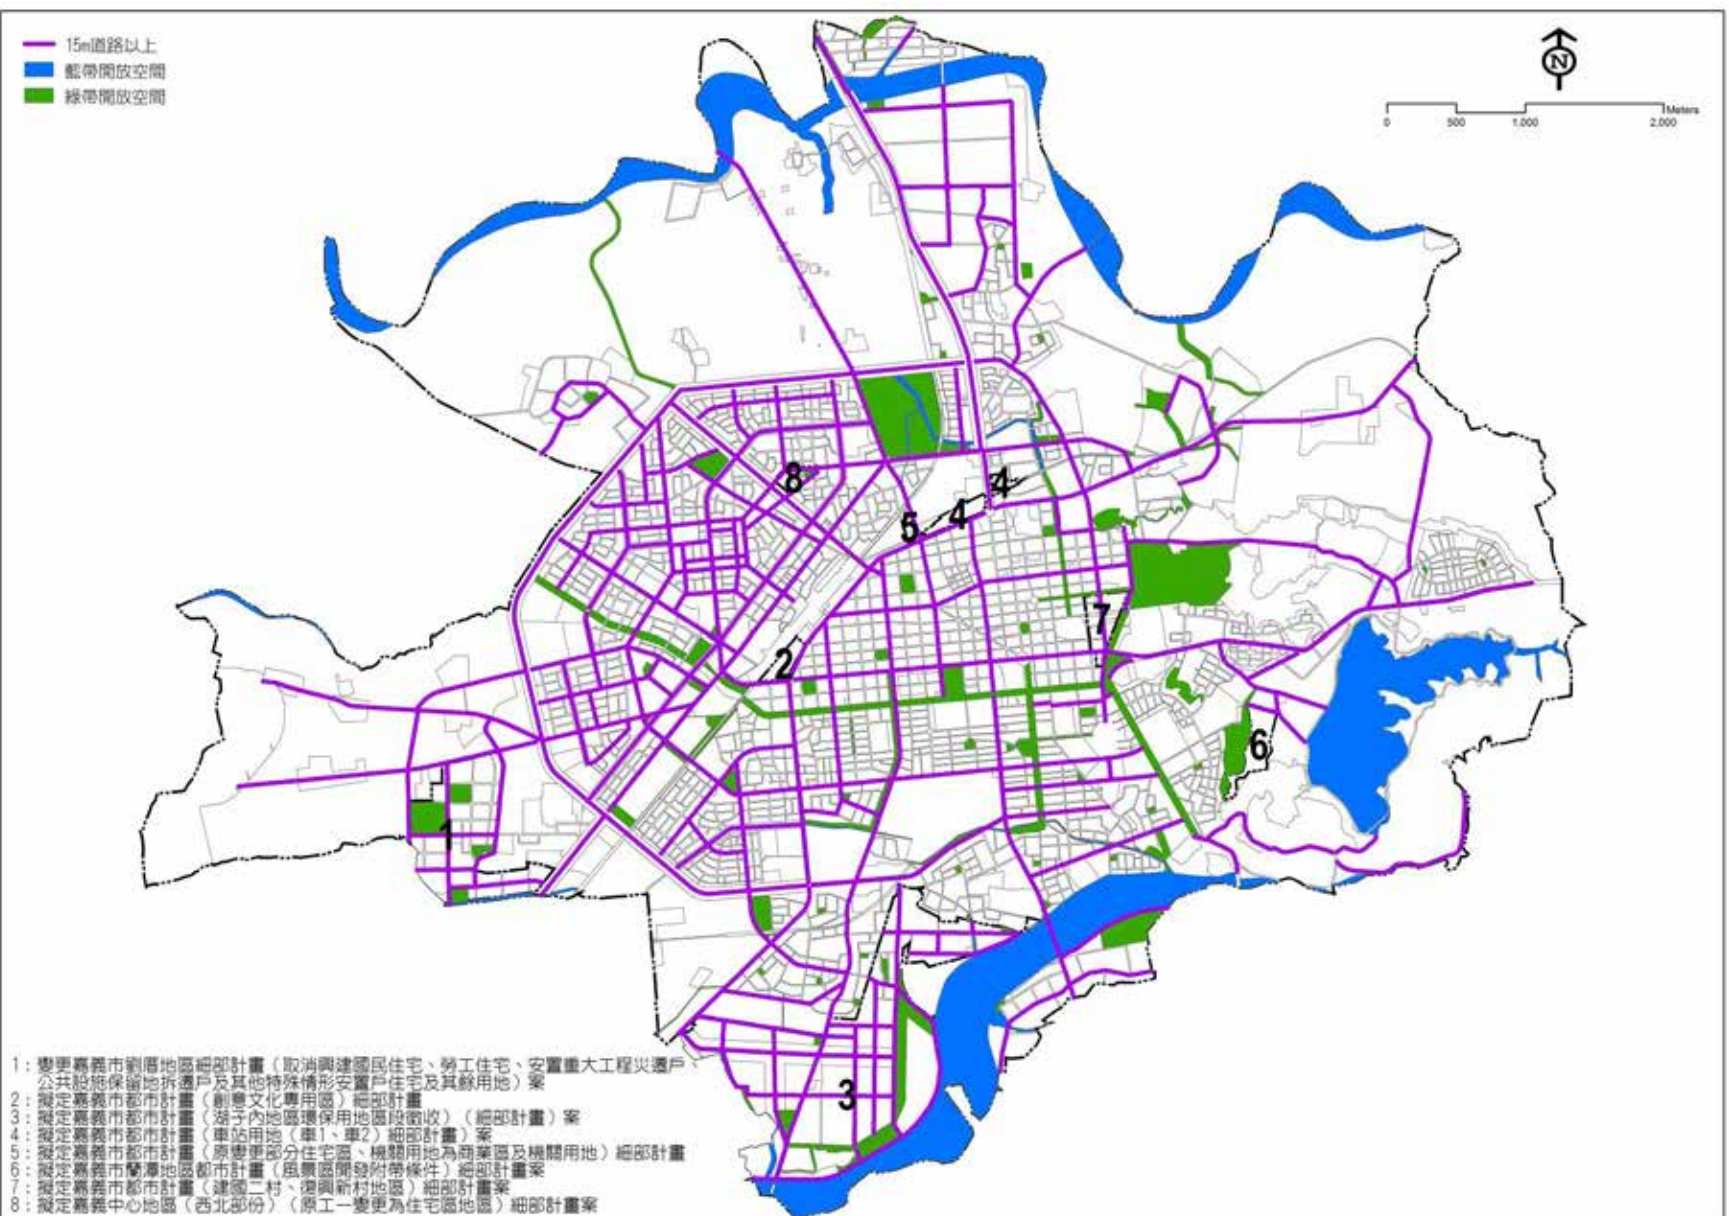 15m道路以上
藍帶開放空間
綠帶開放空間
N
Meters
0 500 1,000 2,000
8
4
4
5
7
2
6
1
3
1：變更嘉義市劉厝地區細部計畫（取消興建國民住宅、勞工住宅、安置重大工程災遷戶、
公共設施保留地拆遷戶及其他特殊情形安置戶住宅及其餘用地）案
2：擬定嘉義市都市計畫（創意文化專用區）細部計畫
3：擬定嘉義市都市計畫（湖子內地區環保用地區段徵收）（細部計畫）案
4：擬定嘉義市都市計畫（車站用地（車1、車2）細部計畫）案
5：擬定嘉義市都市計畫（原變更部分住宅區、機關用地為商業區及機關用地）細部計畫
6：擬定嘉義市蘭潭地區都市計畫（風景區開發附帶條件）細部計畫案
7：擬定嘉義市都市計畫（建國二村、復興新村地區）細部計畫案
8：擬定嘉義中心地區（西北部份）（原工一變更為住宅區地區）細部計畫案